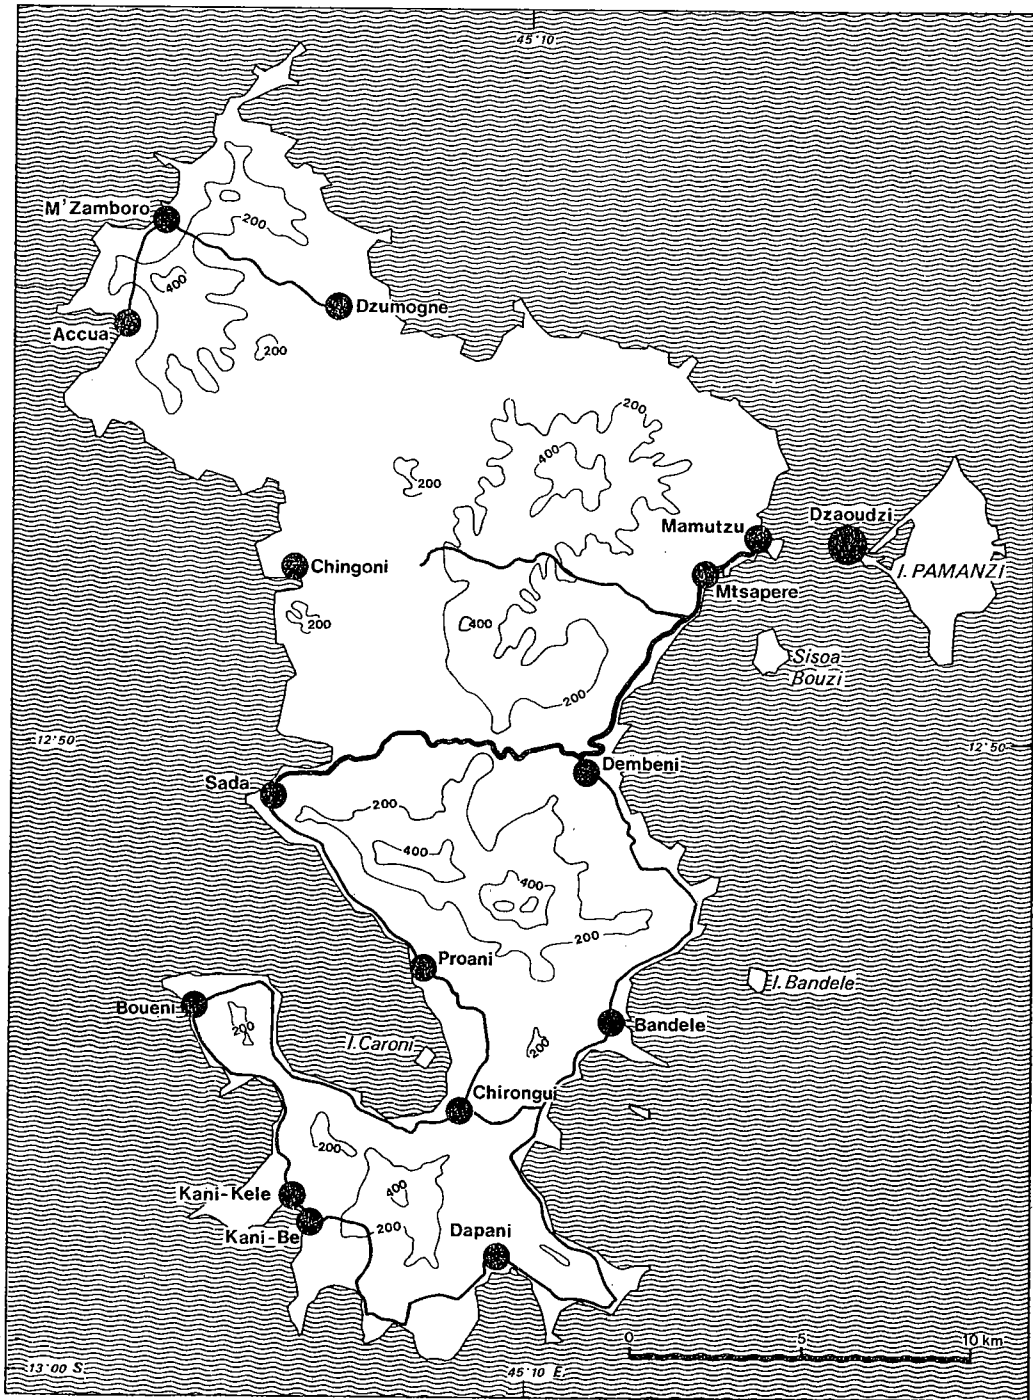 45°10
M'Zamboro
200
400
Dzumogne
Accua
200
200
400
200
Mamutzu
Dzaoudzi
Chingoni
I. PAMANZI
Mtsapere
200
400
Sisoa
Bouzi
200
12°50
12°50
Dembeni
Sada
200
400
400
200
Proani
I. Bandele
Boueni
200
Bandele
I. Caroni
200
Chirongui
200
Kani-Kele
400
Kani-Be
200
Dapani
0
5
10 km
13°00 S.
45°10 E.